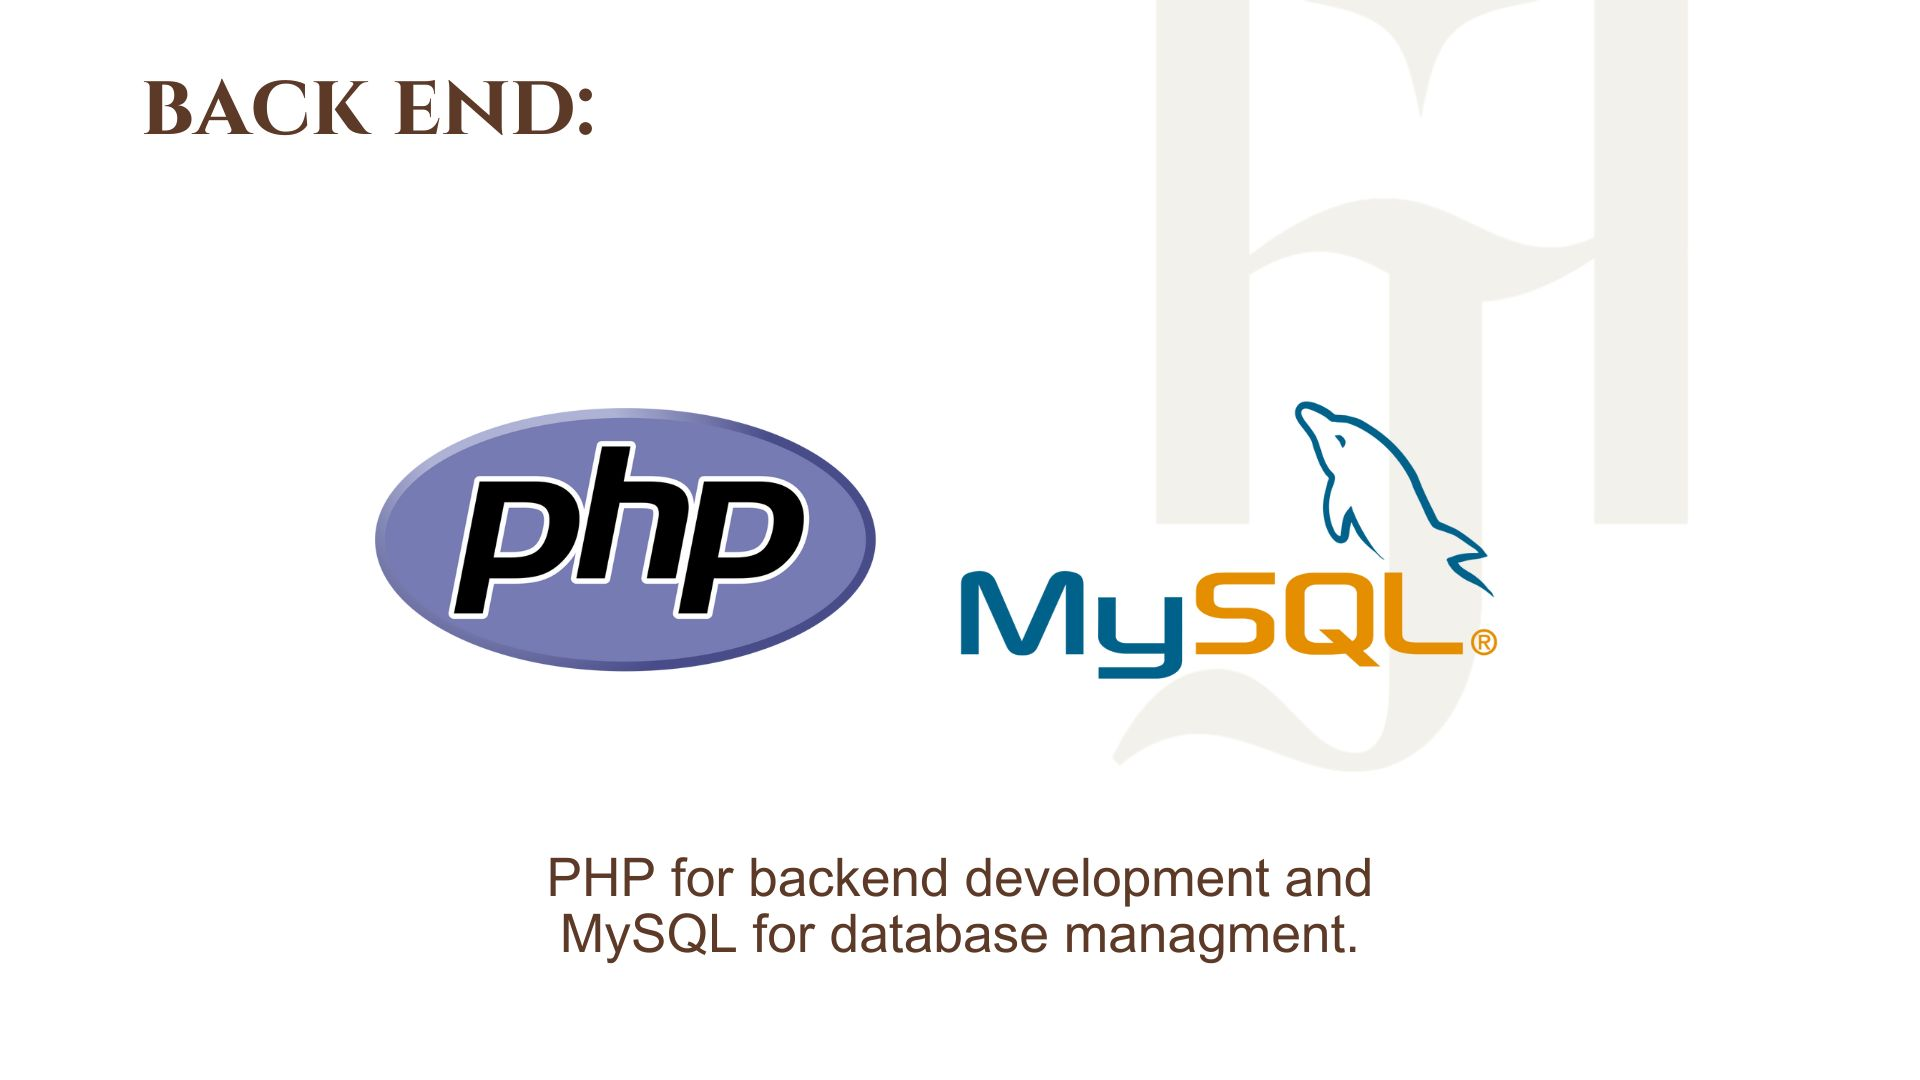 BACK END:
php
MySQL®
PHP for backend development and
MySQL for database managment.